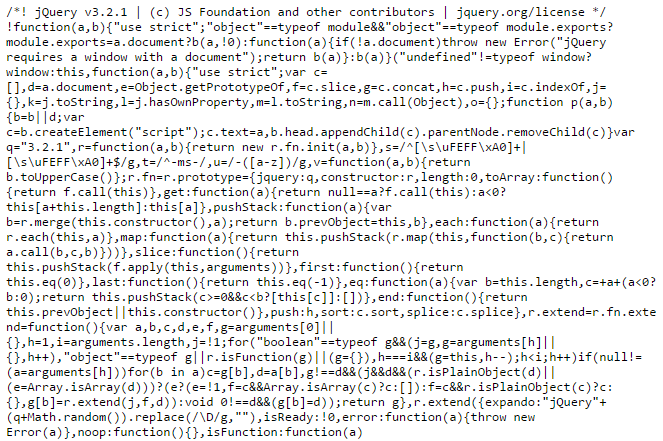 /*! jQuery v3.2.1 | (c) JS Foundation and other contributors | jquery.org/license */
!function(a,b){"use strict";"object"==typeof module&&"object"==typeof module.exports?
module.exports=a.document?b(a,!0):function(a){if(!a.document)throw new Error("jQuery
requires a window with a document");return b(a)}:b(a)}("undefined"!=typeof window?
window:this,function(a,b){"use strict";var c=
[],d=a.document,e=Object.getPrototypeOf,f=c.slice,g=c.concat,h=c.push,i=c.indexOf,j=
{},k=j.toString,l=j.hasOwnProperty,m=l.toString,n=m.call(Object),o={};function p(a,b)
{b=b||d;var
c=b.createElement("script");c.text=a,b.head.appendChild(c).parentNode.removeChild(c)}var
q="3.2.1",r=function(a,b){return new r.fn.init(a,b)},s=/^[\s\uFEFF\xA0]+|
[\s\uFEFF\xA0]+$/g,t=/^-ms-/,u=/-([a-z])/g,v=function(a,b){return
b.toUpperCase()};r.fn=r.prototype={jquery:q,constructor:r,length:0,toArray:function()
{return f.call(this)},get:function(a){return null==a?f.call(this):a<0?
this[a+this.length]:this[a]},pushStack:function(a){var
b=r.merge(this.constructor(),a);return b.prevObject=this,b},each:function(a){return
r.each(this,a)},map:function(a){return this.pushStack(r.map(this,function(b,c){return
a.call(b,c,b)}))},slice:function(){return
this.pushStack(f.apply(this,arguments))},first:function(){return
this.eq(0)},last:function(){return this.eq(-1)},eq:function(a){var b=this.length,c=+a+(a<0?
b:0);return this.pushStack(c>=0&&c<b?[this[c]]:[])},end:function(){return
this.prevObject||this.constructor()},push:h,sort:c.sort,splice:c.splice},r.extend=r.fn.exte
nd=function(){var a,b,c,d,e,f,g=arguments[0]||
{},h=1,i=arguments.length,j=!1;for("boolean"==typeof g&&(j=g,g=arguments[h]||
{},h++),"object"==typeof g||r.isFunction(g)||(g={}),h===i&&(g=this,h--);h<i;h++)if(null!=
(a=arguments[h]))for(b in a)c=g[b],d=a[b],g!==d&&(j&&d&&(r.isPlainObject(d)||
(e=Array.isArray(d)))?(e?(e=!1,f=c&&Array.isArray(c)?c:[]):f=c&&r.isPlainObject(c)?c:
{},g[b]=r.extend(j,f,d)):void 0!==d&&(g[b]=d));return g},r.extend({expando:"jQuery"+
(q+Math.random()).replace(/\D/g,""),isReady:!0,error:function(a){throw new
Error(a)},noop:function(){},isFunction:function(a)